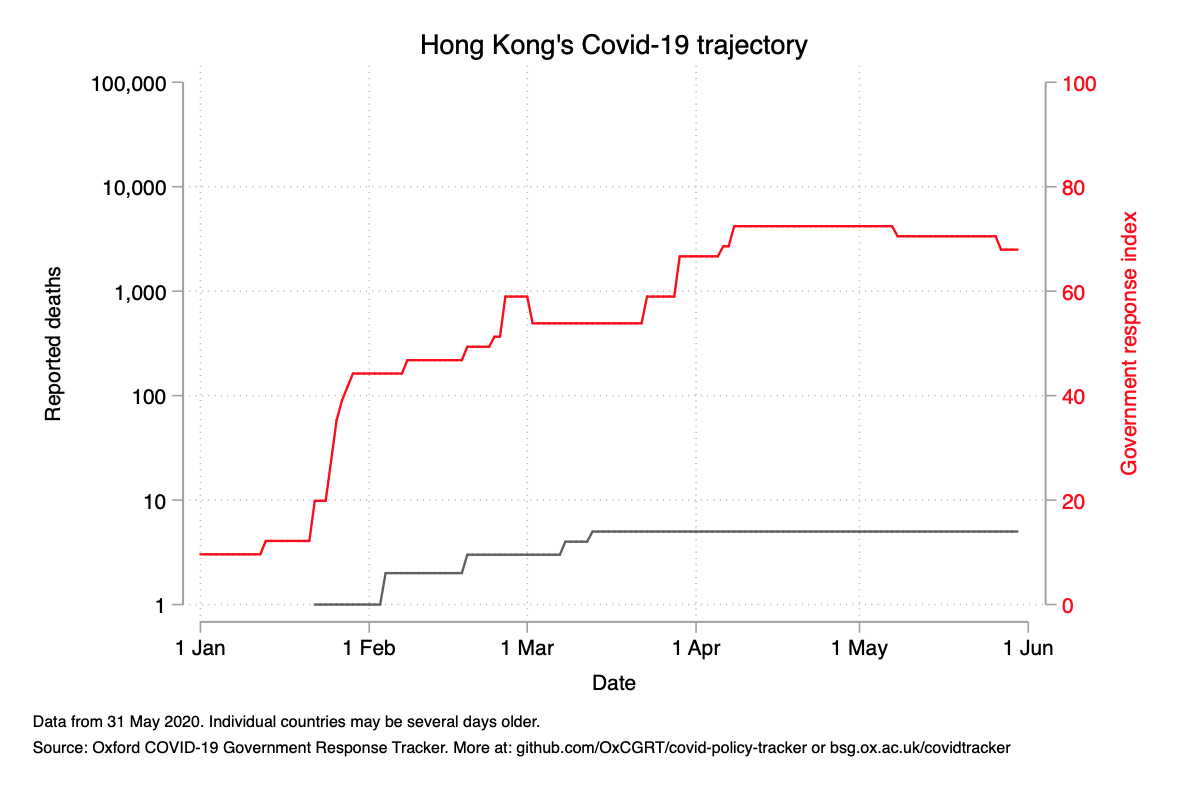 Hong Kong's Covid-19 trajectory
100,000
10,000
1,000
100
10
1
Reported deaths
100
80
60
40
20
0
Government response index
1 Jan
1 Feb
1 Mar
1 Apr
1 May
1 Jun
Date
Data from 31 May 2020. Individual countries may be several days older.
Source: Oxford COVID-19 Government Response Tracker. More at: github.com/OxCGRT/covid-policy-tracker or bsg.ox.ac.uk/covidtracker